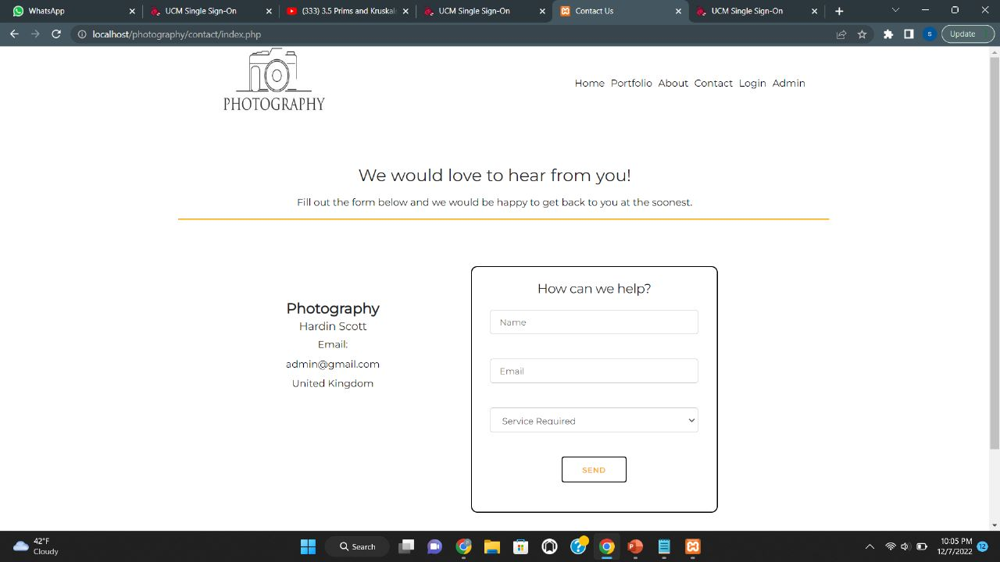 WhatsApp
UCM Single Sign-On
(333) 3.5 Prims and Kruskals
UCM Single Sign-On
Contact Us
UCM Single Sign-On
localhost/photography/contact/index.php
S
Update
PHOTOGRAPHY
Home Portfolio About Contact Login Admin
We would love to hear from you!
Fill out the form below and we would be happy to get back to you at the soonest.
How can we help?
Photography
Hardin Scott
Email:
admin@gmail.com
United Kingdom
Name
Email
Service Required
SEND
42°F
Cloudy
Search
10:05 PM
12/7/2022
12